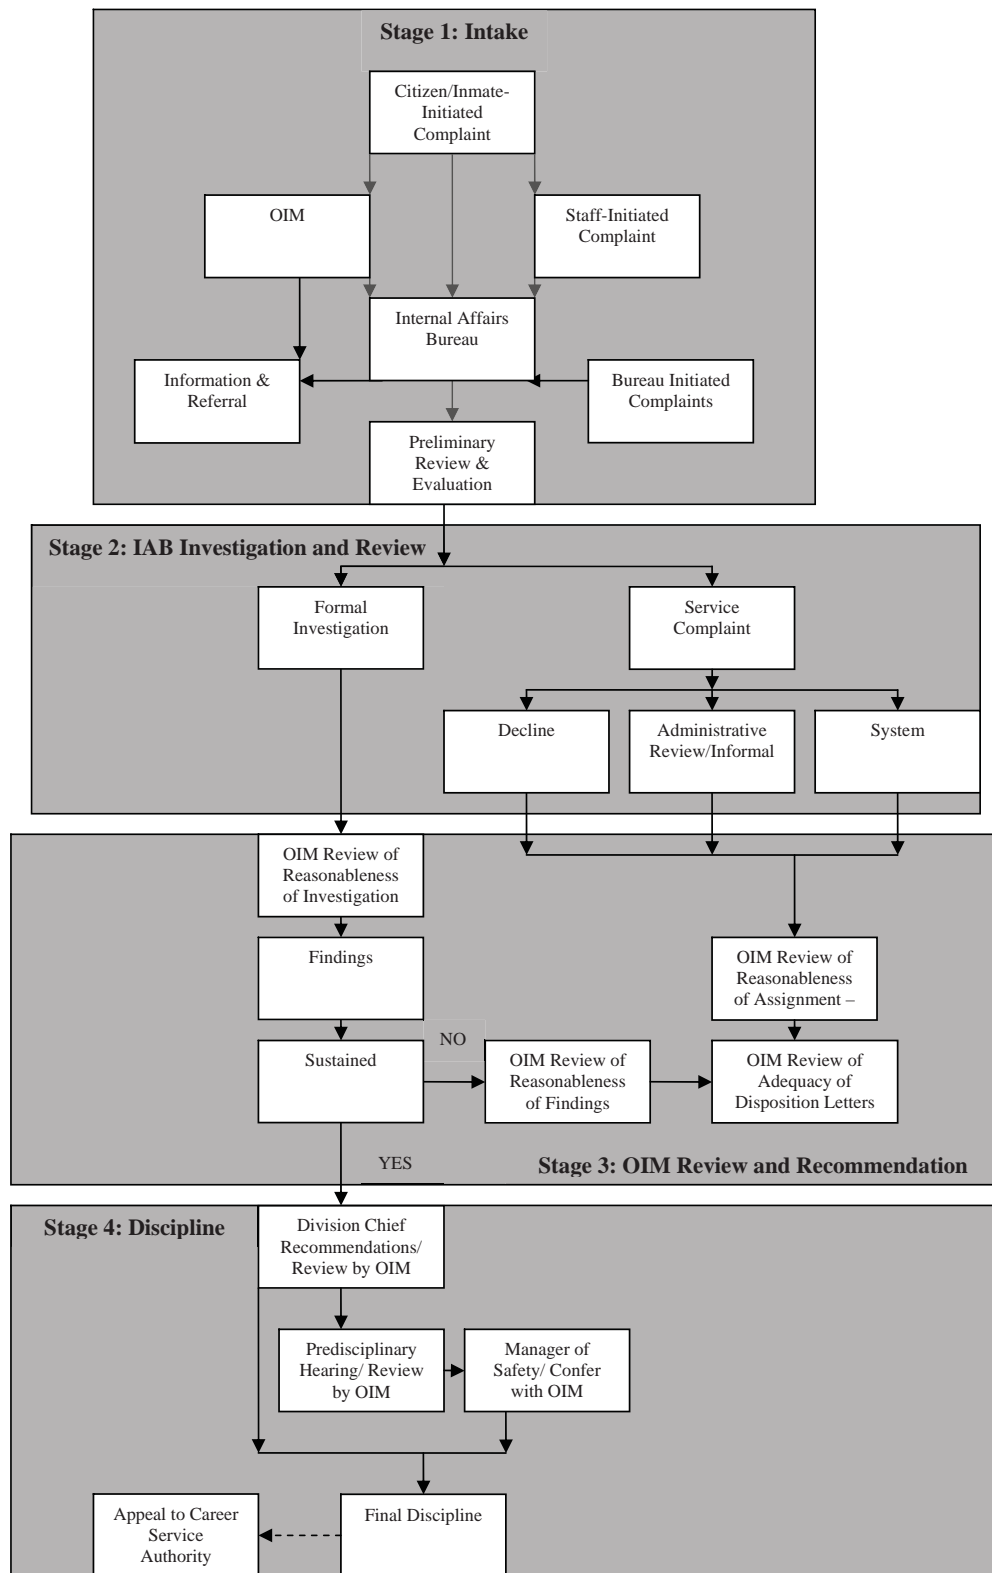 Stage 1: Intake
Citizen/Inmate-
Initiated
Complaint
OIM
Staff-Initiated
Complaint
Internal Affairs
Bureau
Information &
Referral
Bureau Initiated
Complaints
Preliminary
Review &
Evaluation
Stage 2: IAB Investigation and Review
Formal
Investigation
Service
Complaint
Decline
Administrative
Review/Informal
System
OIM Review of
Reasonableness
of Investigation
Findings
OIM Review of
Reasonableness
of Assignment –
Sustained
NO
OIM Review of
Reasonableness
of Findings
OIM Review of
Adequacy of
Disposition Letters
YES
Stage 3: OIM Review and Recommendation
Stage 4: Discipline
Division Chief
Recommendations/
Review by OIM
Predisciplinary
Hearing/ Review
by OIM
Manager of
Safety/ Confer
with OIM
Appeal to Career
Service
Authority
Final Discipline